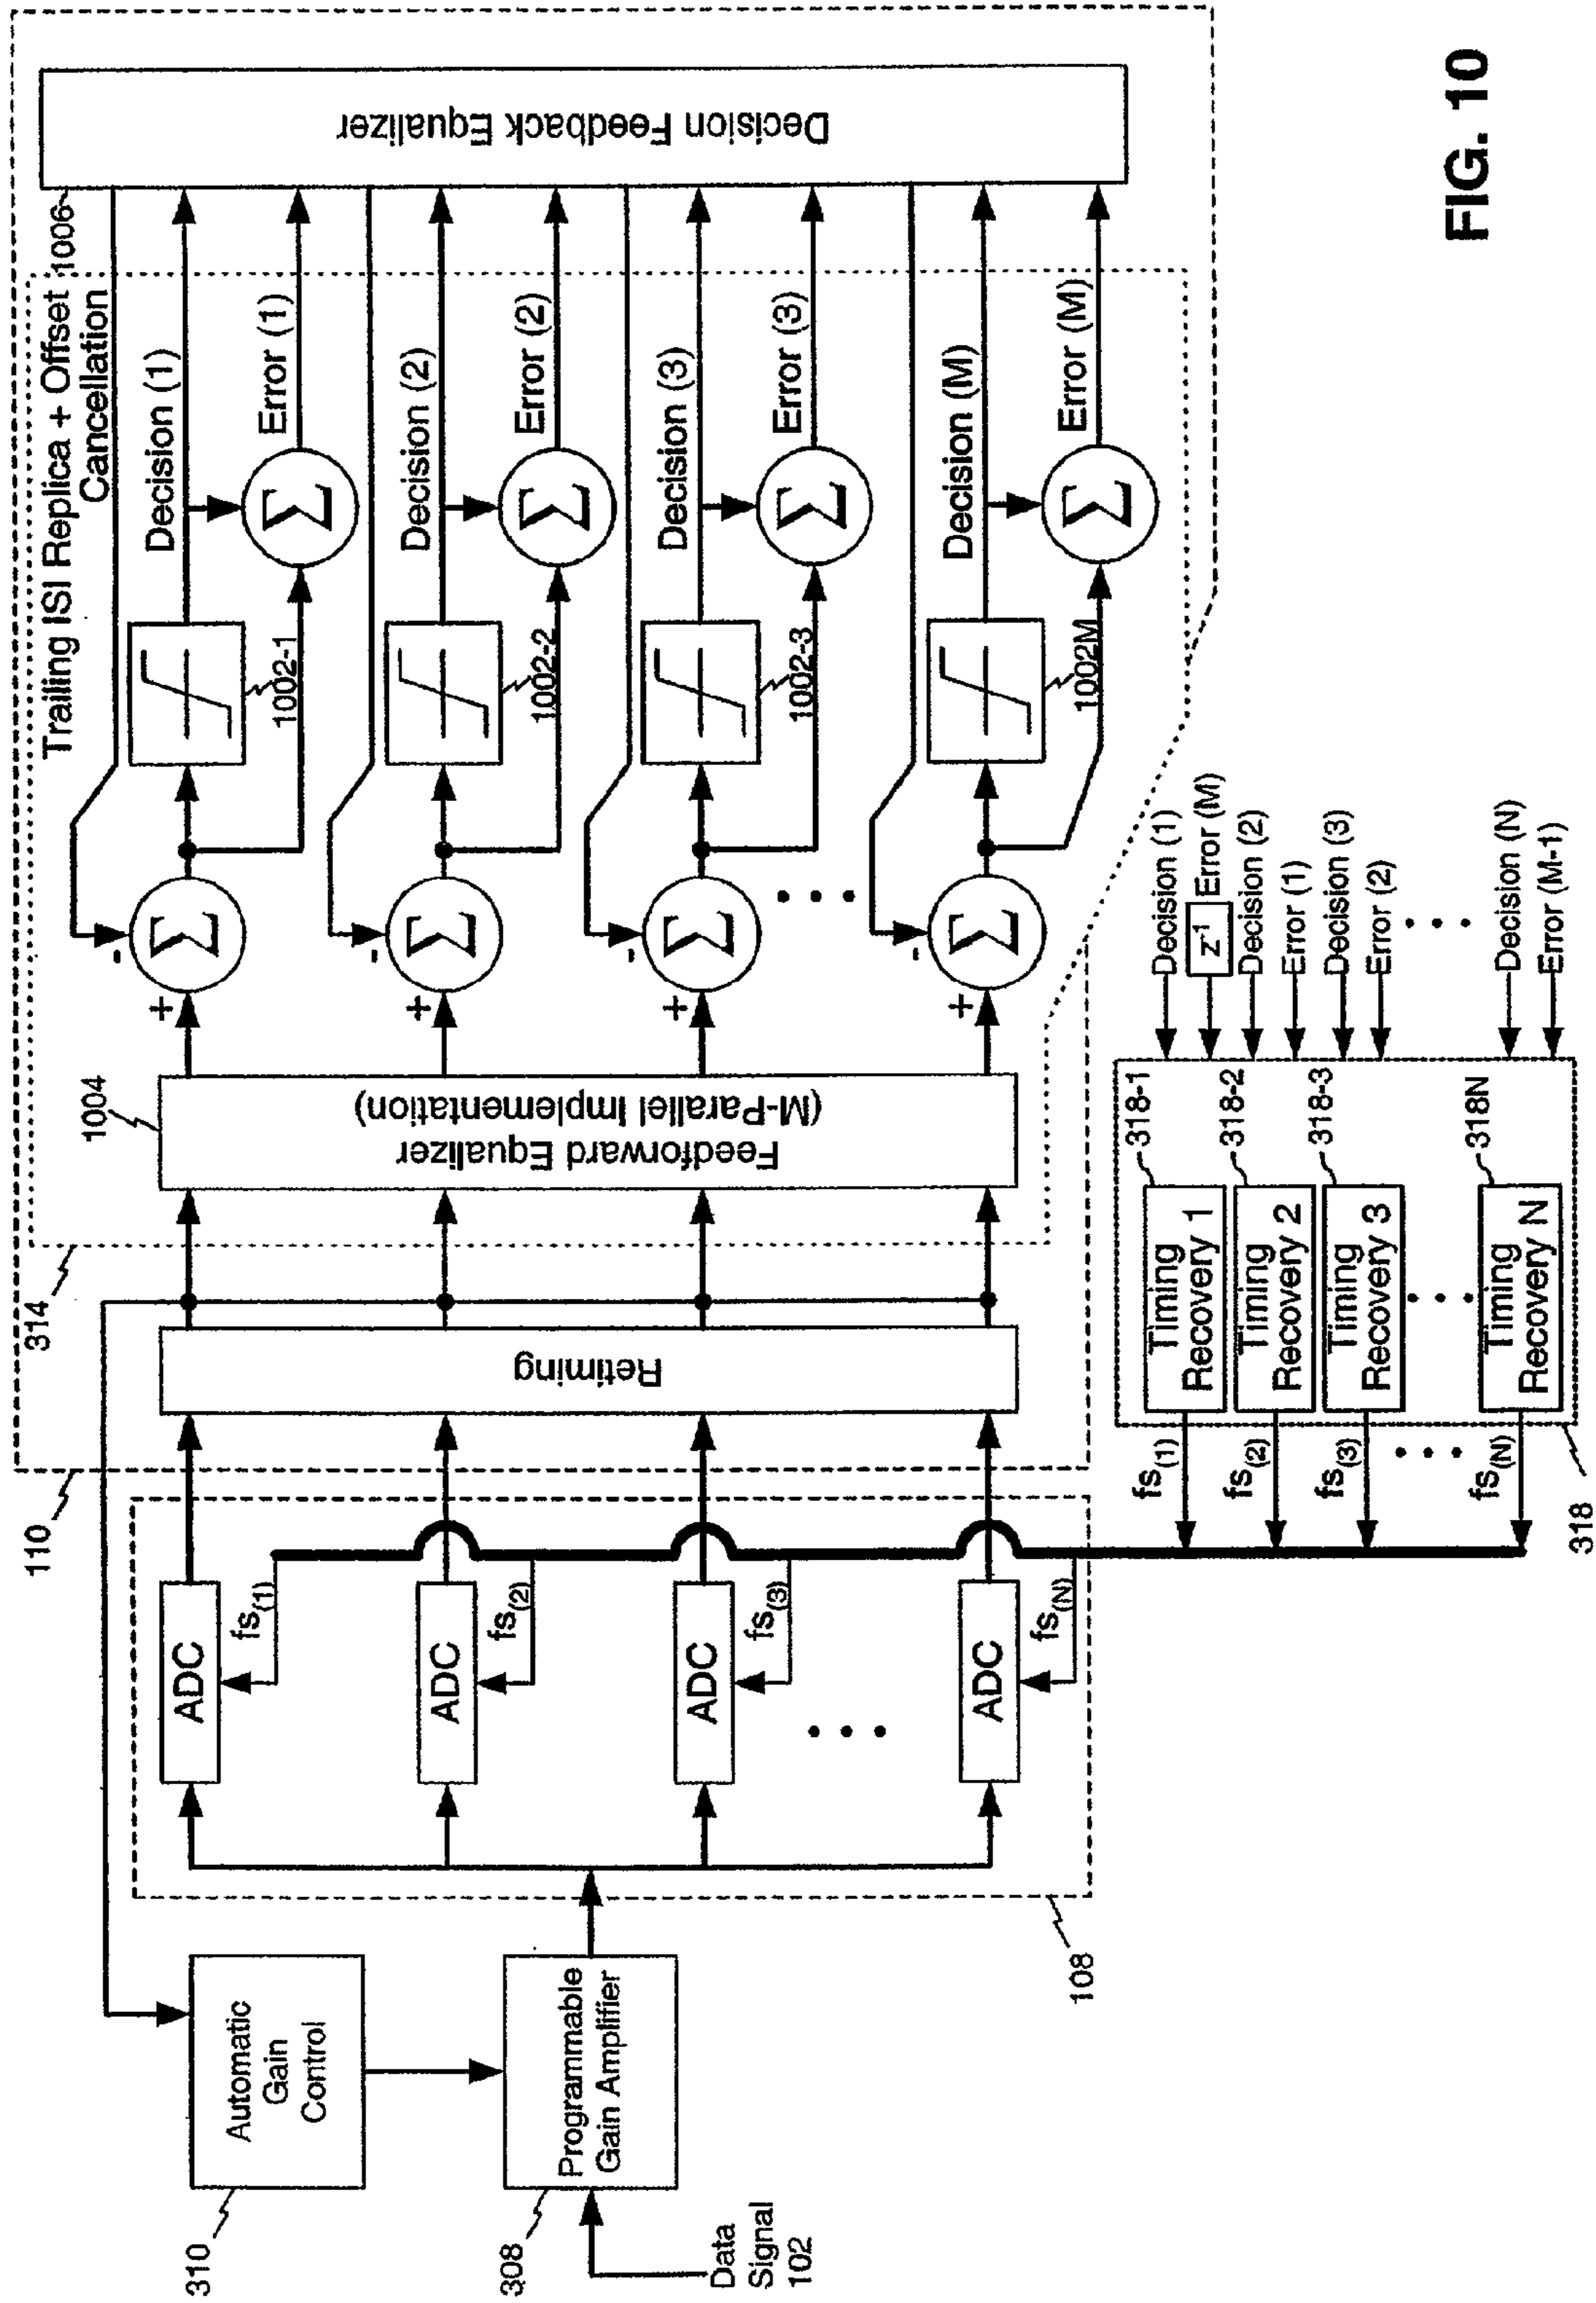 Trailing ISI Replica + Offset
Cancellation
1006
Decision Feedback Equalizer
Decision (1)
Error (1)
Decision (2)
Error (2)
Decision (3)
Error (3)
Decision (M)
Error (M)
1002-1
1002-2
1002-3
1002M
Σ
Σ
Σ
Σ
Σ
Σ
Σ
Σ
+
-
+
-
+
-
+
-
1004
Feedforward Equalizer
(M-Parallel Implementation)
314
Retiming
110
ADC
fs(1)
ADC
fs(2)
ADC
fs(3)
ADC
fs(N)
108
310
Automatic
Gain
Control
308
Programmable
Gain Amplifier
Data
Signal
102
318-1
318-2
318-3
318N
Timing
Recovery 1
Timing
Recovery 2
Timing
Recovery 3
Timing
Recovery N
fs(1)
fs(2)
fs(3)
fs(N)
318
Decision (1)
z-1 Error (M)
Decision (2)
Error (1)
Decision (3)
Error (2)
Decision (N)
Error (M-1)
FIG. 10